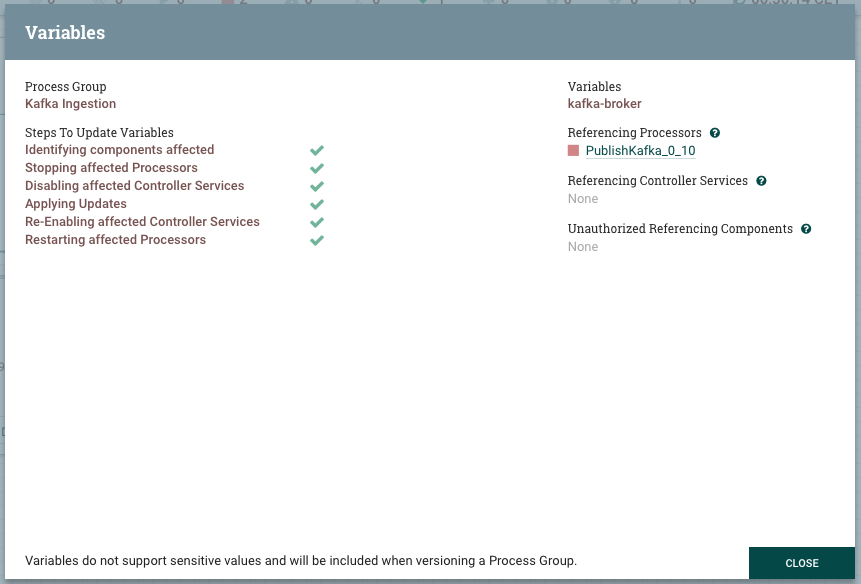 Variables
Process Group
Kafka Ingestion
Steps To Update Variables
Identifying components affected
Stopping affected Processors
Disabling affected Controller Services
Applying Updates
Re-Enabling affected Controller Services
Restarting affected Processors
Variables
kafka-broker
Referencing Processors ?
PublishKafka_0_10
Referencing Controller Services ?
None
Unauthorized Referencing Components ?
None
Variables do not support sensitive values and will be included when versioning a Process Group.
CLOSE